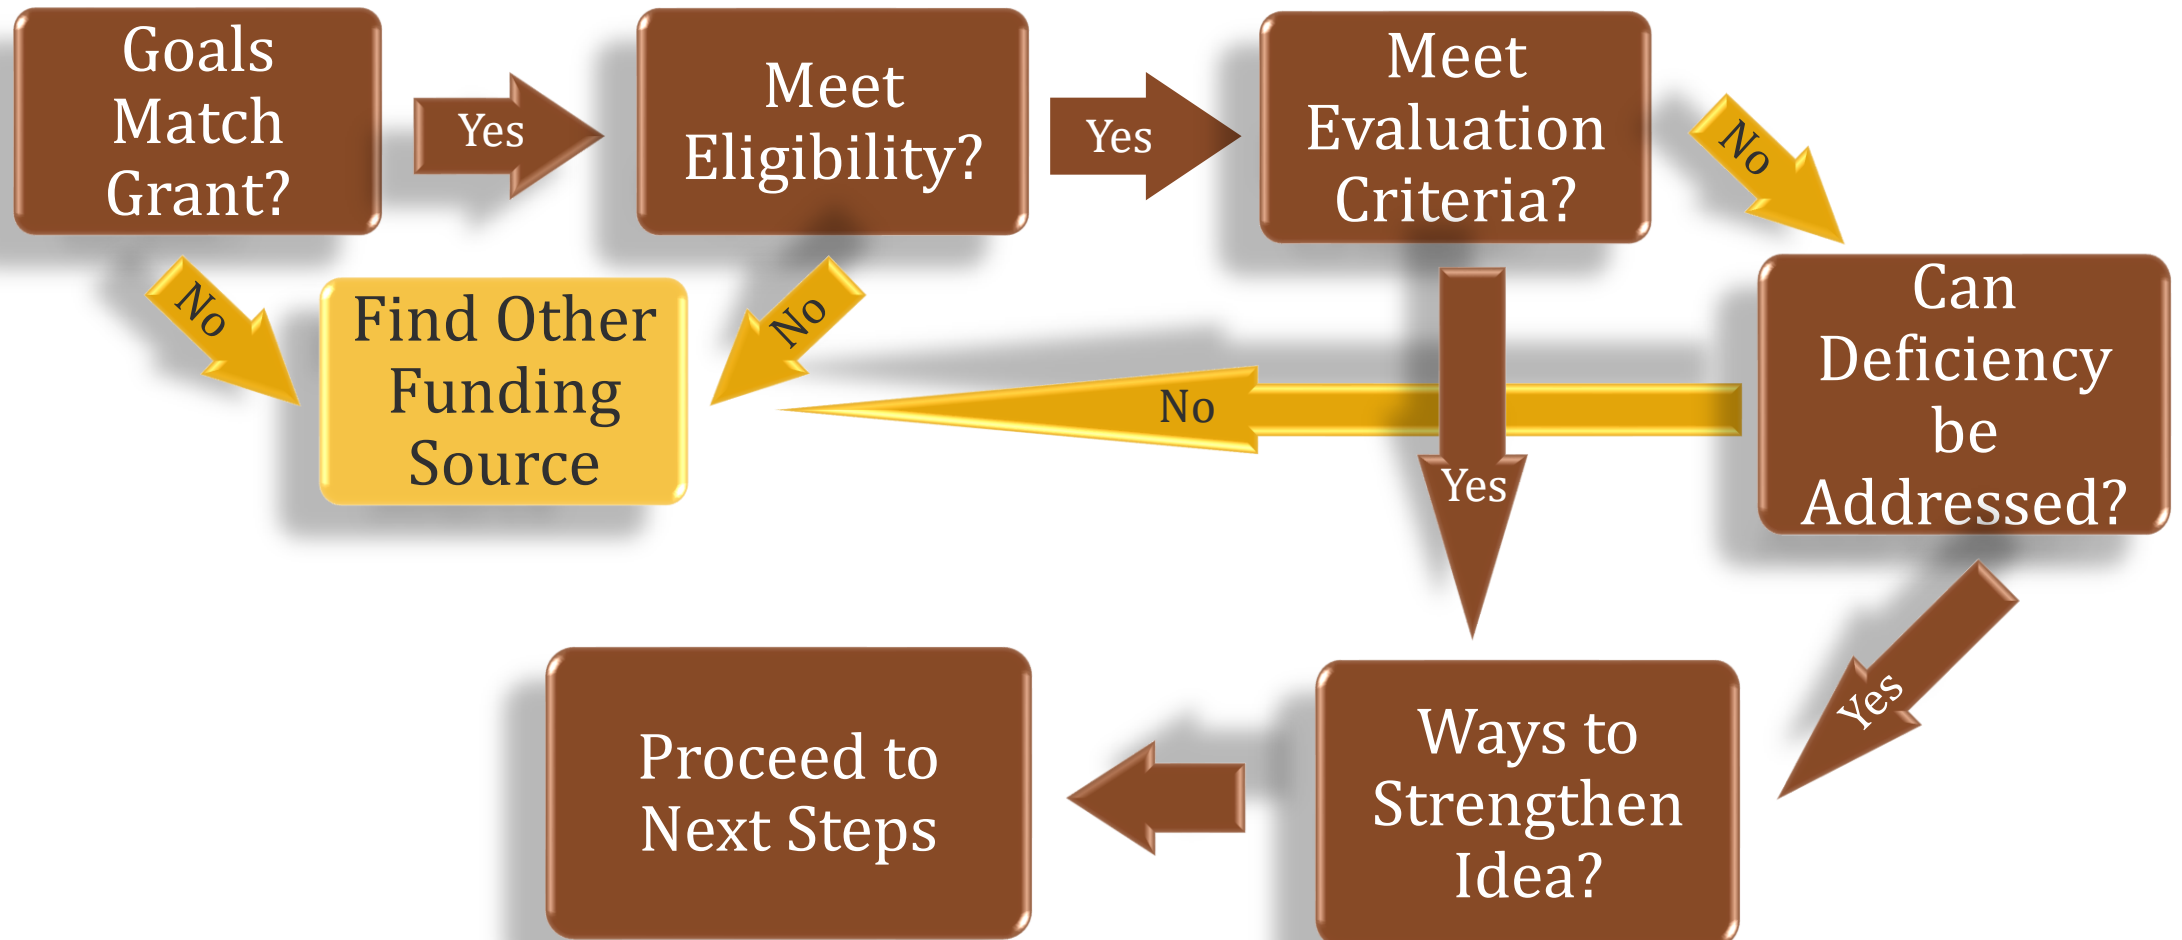 Goals
Match
Grant?
Yes
Meet
Eligibility?
Yes
Meet
Evaluation
Criteria?
No
No
Find Other
Funding
Source
No
No
Yes
Can
Deficiency
be
Addressed?
Yes
Ways to
Strengthen
Idea?
Proceed to
Next Steps